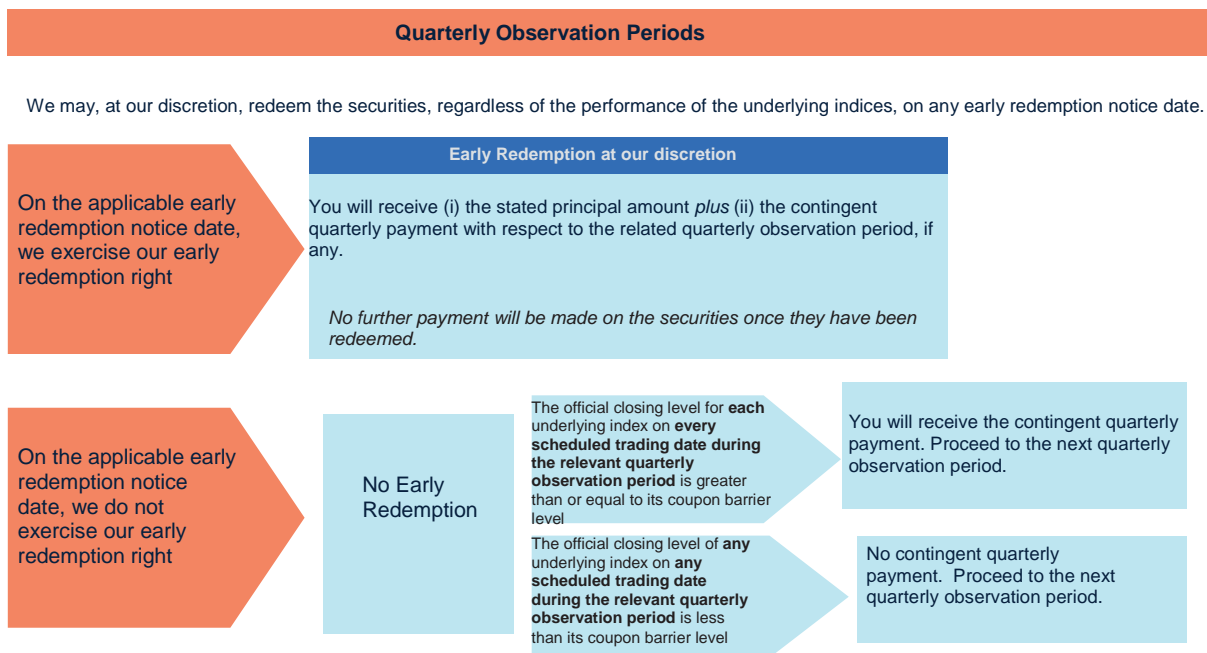 Quarterly Observation Periods
We may, at our discretion, redeem the securities, regardless of the performance of the underlying indices, on any early redemption notice date.
On the applicable early
redemption notice date,
we exercise our early
redemption right
Early Redemption at our discretion
You will receive (i) the stated principal amount plus (ii) the contingent
quarterly payment with respect to the related quarterly observation period, if
any.
No further payment will be made on the securities once they have been
redeemed.
On the applicable early
redemption notice
date, we do not
exercise our early
redemption right
No Early
Redemption
The official closing level for each
underlying index on every
scheduled trading date during
the relevant quarterly
observation period is greater
than or equal to its coupon barrier
level
You will receive the contingent quarterly
payment. Proceed to the next quarterly
observation period.
The official closing level of any
underlying index on any
scheduled trading date
during the relevant quarterly
observation period is less
than its coupon barrier level
No contingent quarterly
payment.  Proceed to the next
quarterly observation period.